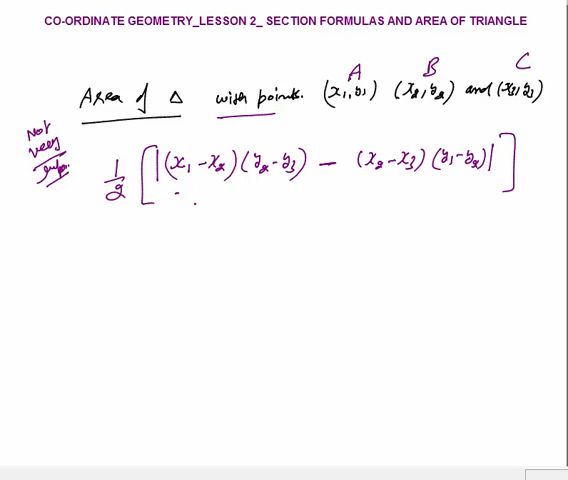 CO-ORDINATE GEOMETRY_LESSON 2_ SECTION FORMULAS AND AREA OF TRIANGLE
A B C
Area of Δ with points. (x₁,y₁) (x₂,y₂) and (x₃,y₃)
Not
very
imp.
1/2 [ |(x₁-x₂)(y₂-y₃) - (x₂-x₃)(y₁-y₂)| ]